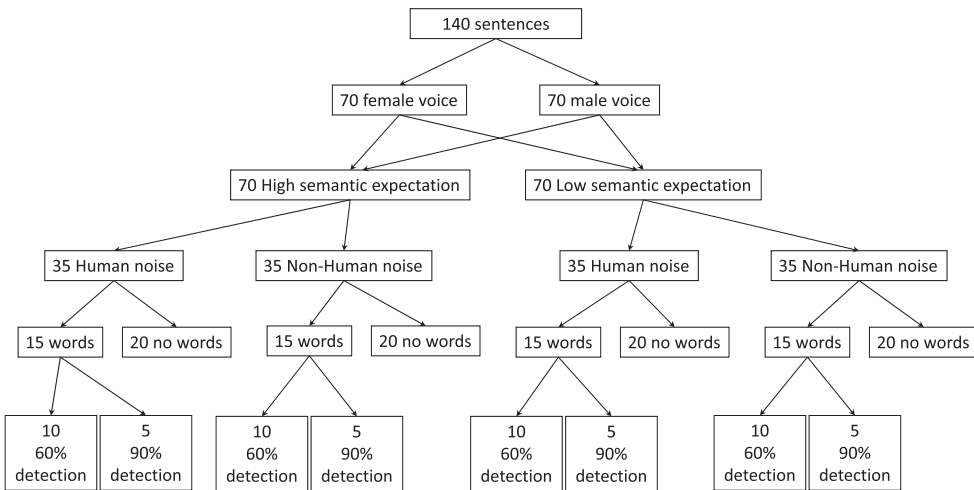 140 sentences
70 female voice
70 male voice
70 High semantic expectation
70 Low semantic expectation
35 Human noise
35 Non-Human noise
35 Human noise
35 Non-Human noise
15 words
20 no words
15 words
20 no words
15 words
20 no words
15 words
20 no words
10
60%
detection
5
90%
detection
10
60%
detection
5
90%
detection
10
60%
detection
5
90%
detection
10
60%
detection
5
90%
detection